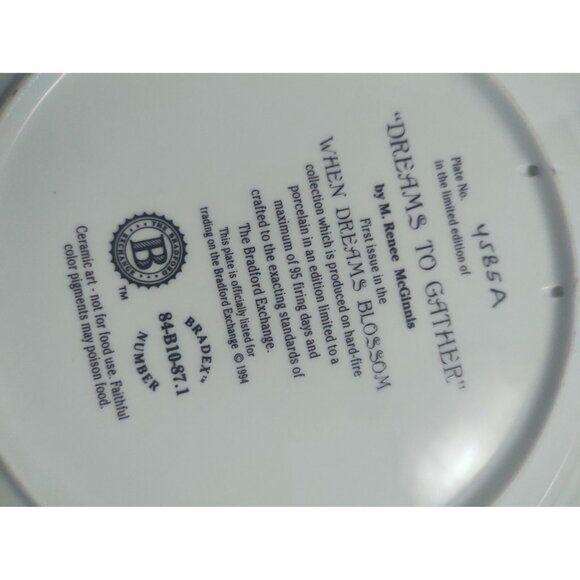 Plate No. 4585A
in the limited edition of
"DREAMS TO GATHER"
by M. Renee McGinnis
First issue in the
WHEN DREAMS BLOSSOM
collection which is produced on hard-fire
porcelain in an edition limited to a
maximum of 95 firing days and
crafted to the exacting standards of
The Bradford Exchange.
This plate is officially listed for
trading on the Bradford Exchange © 1994
THE BRADFORD
EXCHANGE
B
TM
BRADEX
84-B10-87.1
NUMBER
Ceramic art - not for food use. Faithful
color pigments may poison food.